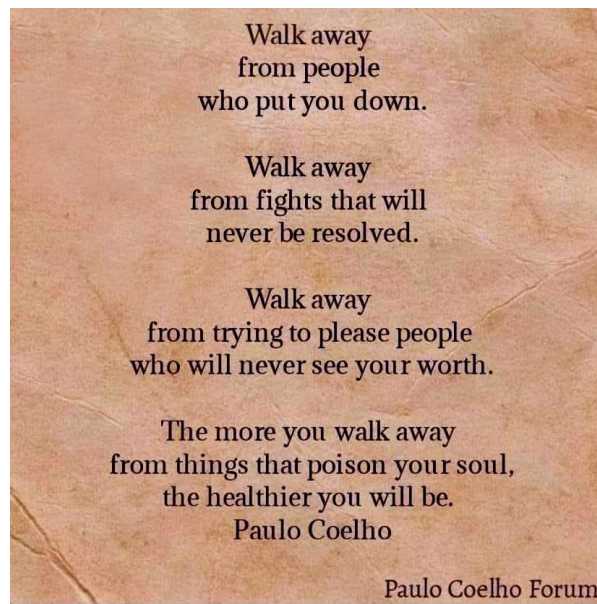 Walk away
from people
who put you down.
Walk away
from fights that will
never be resolved.
Walk away
from trying to please people
who will never see your worth.
The more you walk away
from things that poison your soul,
the healthier you will be.
Paulo Coelho
Paulo Coelho Forum